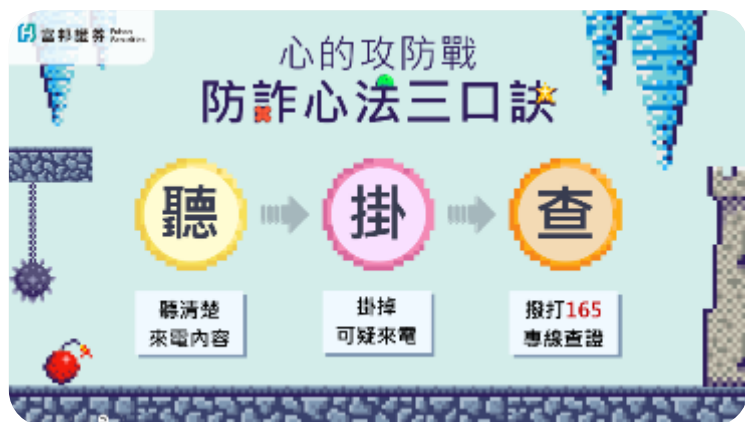 富邦證券 Fubon Securities
心的攻防戰
防詐心法三口訣
聽
掛
查
聽清楚
來電內容
掛掉
可疑來電
撥打165
專線查證